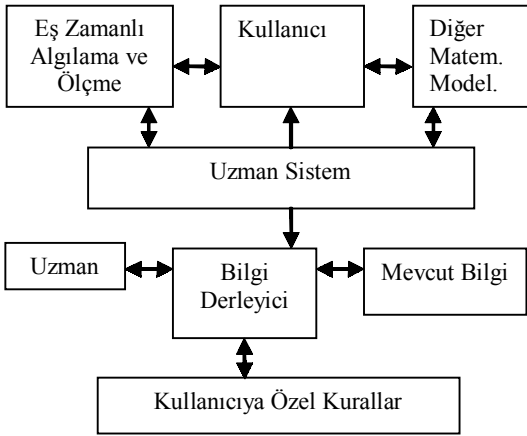 Eş Zamanlı
Algılama ve
Ölçme
Kullanıcı
Diğer
Matem.
Model.
Uzman Sistem
Uzman
Bilgi
Derleyici
Mevcut Bilgi
Kullanıcıya Özel Kurallar